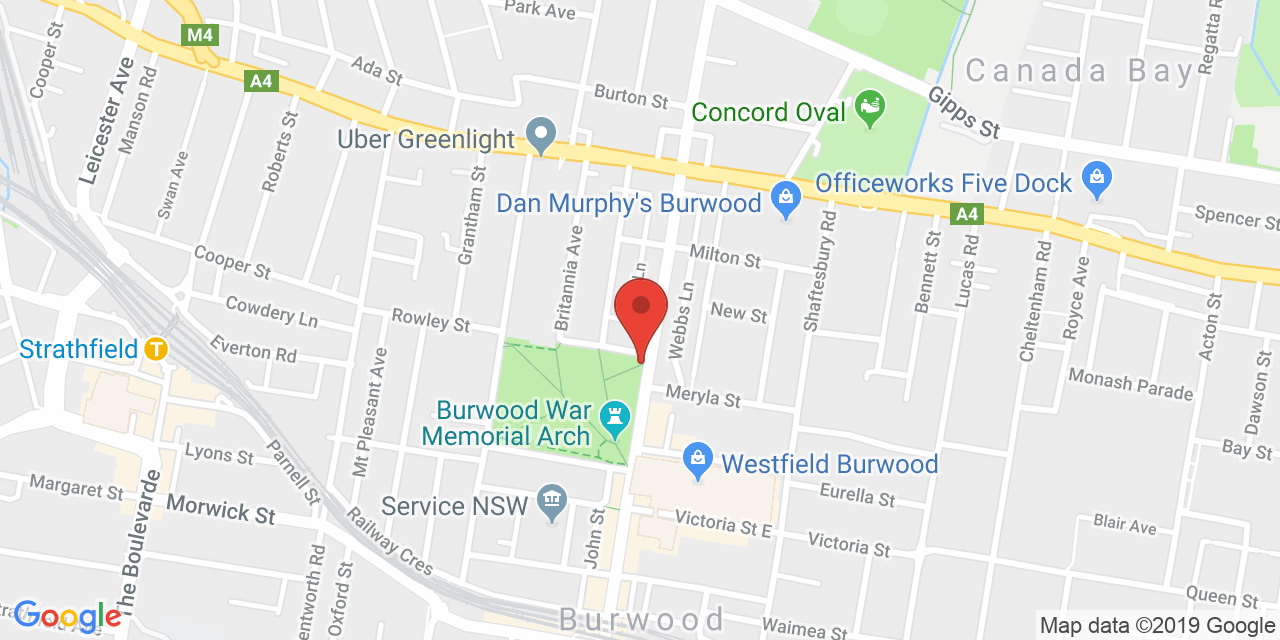 Park Ave
M4
Cooper St
Ada St
A4
Leicester Ave
Manson Rd
Burton St
Canada Bay
Regatta R
Gipps St
Concord Oval
Uber Greenlight
Roberts St
Swan Ave
Grantham St
Dan Murphy's Burwood
Officeworks Five Dock
A4
Spencer St
Cooper St
Britannia Ave
Ln
Milton St
Shaftesbury Rd
Bennett St
Lucas Rd
Cheltenham Rd
Royce Ave
Acton St
Cowdery Ln
Rowley St
Webbs Ln
New St
Strathfield
T
Everton Rd
Mt Pleasant Ave
Meryla St
Monash Parade
Dawson St
Burwood War
Memorial Arch
Lyons St
Parnell St
Westfield Burwood
Bay St
Margaret St
Morwick St
The Boulevarde
Service NSW
John St
Eurella St
Victoria St E
Victoria St
Blair Ave
Railway Cres
entworth Rd
Oxford St
Queen St
Google
Burwood
Waimea St
Map data ©2019 Google